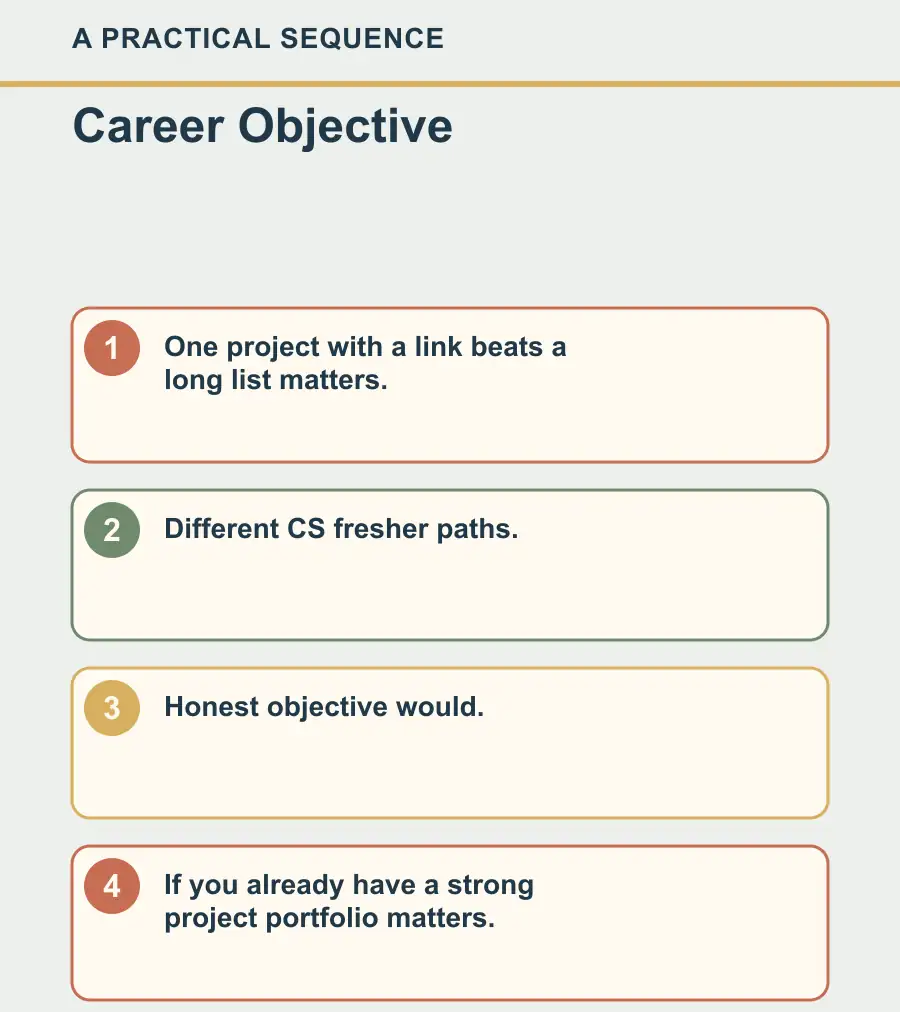 A PRACTICAL SEQUENCE
Career Objective
1
One project with a link beats a
long list matters.
2
Different CS fresher paths.
3
Honest objective would.
4
If you already have a strong
project portfolio matters.